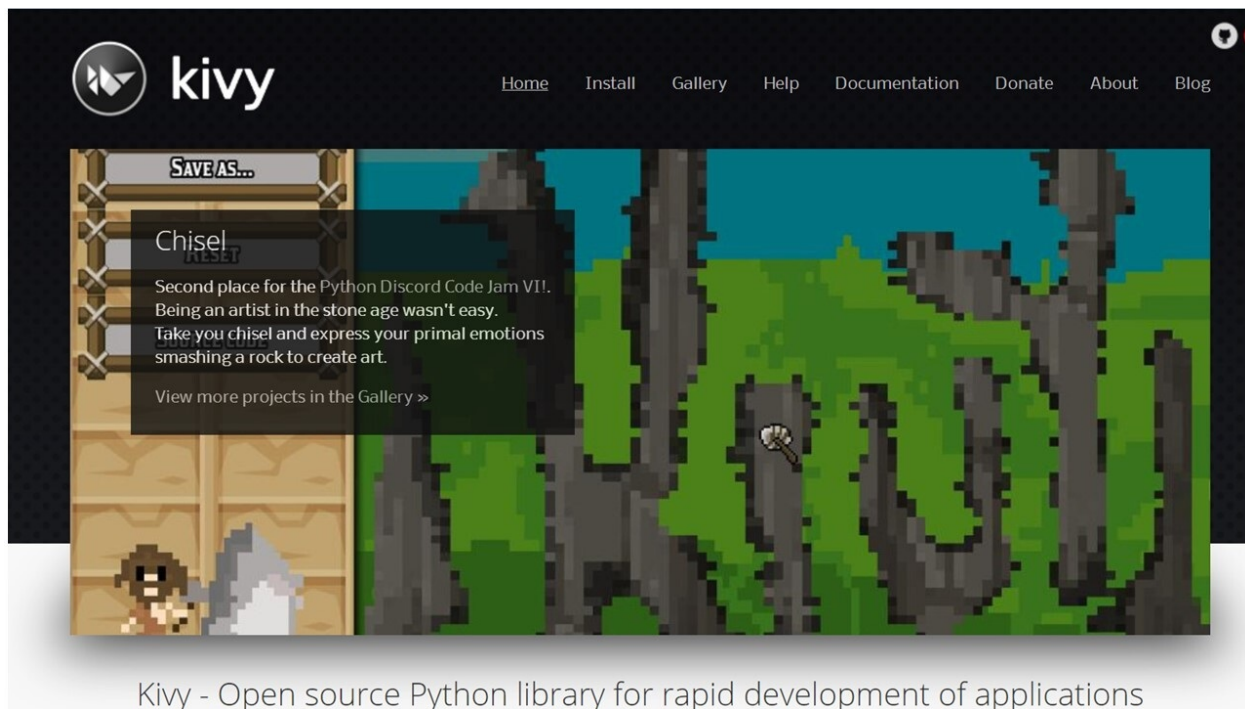 kivy
Home Install Gallery Help Documentation Donate About Blog
SAVE AS...
Chisel
RESET
Second place for the Python Discord Code Jam VI!.
Being an artist in the stone age wasn't easy.
Take you chisel and express your primal emotions
SOURCE CODE
smashing a rock to create art.
View more projects in the Gallery »
Kivy - Open source Python library for rapid development of applications